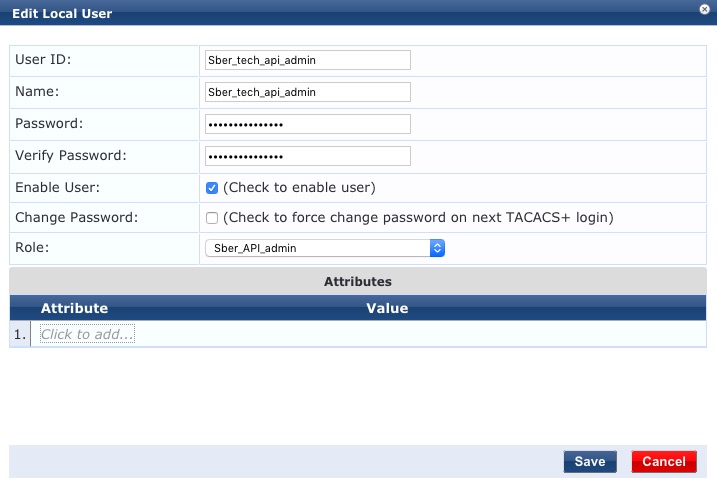 Edit Local User
User ID: Sber_tech_api_admin
Name: Sber_tech_api_admin
Password: •••••••••••••••
Verify Password: •••••••••••••••
Enable User: (Check to enable user)
Change Password: (Check to force change password on next TACACS+ login)
Role: Sber_API_admin
Attributes
Attribute Value
1. Click to add...
Save Cancel